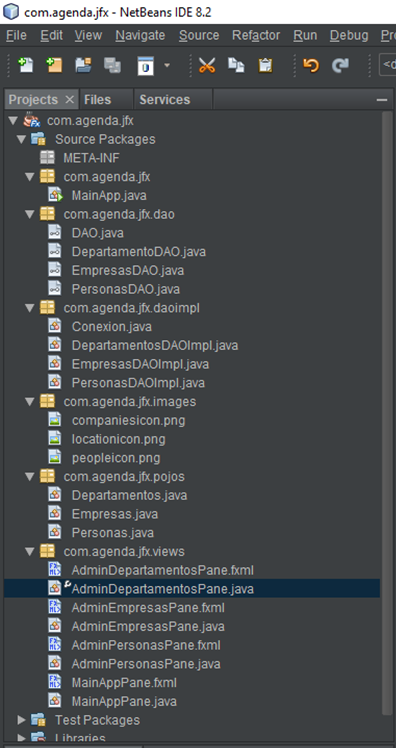 com.agenda.jfx - NetBeans IDE 8.2
File Edit View Navigate Source Refactor Run Debug Pr
<d
Projects Files Services
com.agenda.jfx
Source Packages
META-INF
com.agenda.jfx
MainApp.java
com.agenda.jfx.dao
DAO.java
DepartamentoDAO.java
EmpresasDAO.java
PersonasDAO.java
com.agenda.jfx.daoimpl
Conexion.java
DepartamentosDAOImpl.java
EmpresasDAOImpl.java
PersonasDAOImpl.java
com.agenda.jfx.images
companiesicon.png
locationicon.png
peopleicon.png
com.agenda.jfx.pojos
Departamentos.java
Empresas.java
Personas.java
com.agenda.jfx.views
AdminDepartamentosPane.fxml
AdminDepartamentosPane.java
AdminEmpresasPane.fxml
AdminEmpresasPane.java
AdminPersonasPane.fxml
AdminPersonasPane.java
MainAppPane.fxml
MainAppPane.java
Test Packages
Libraries